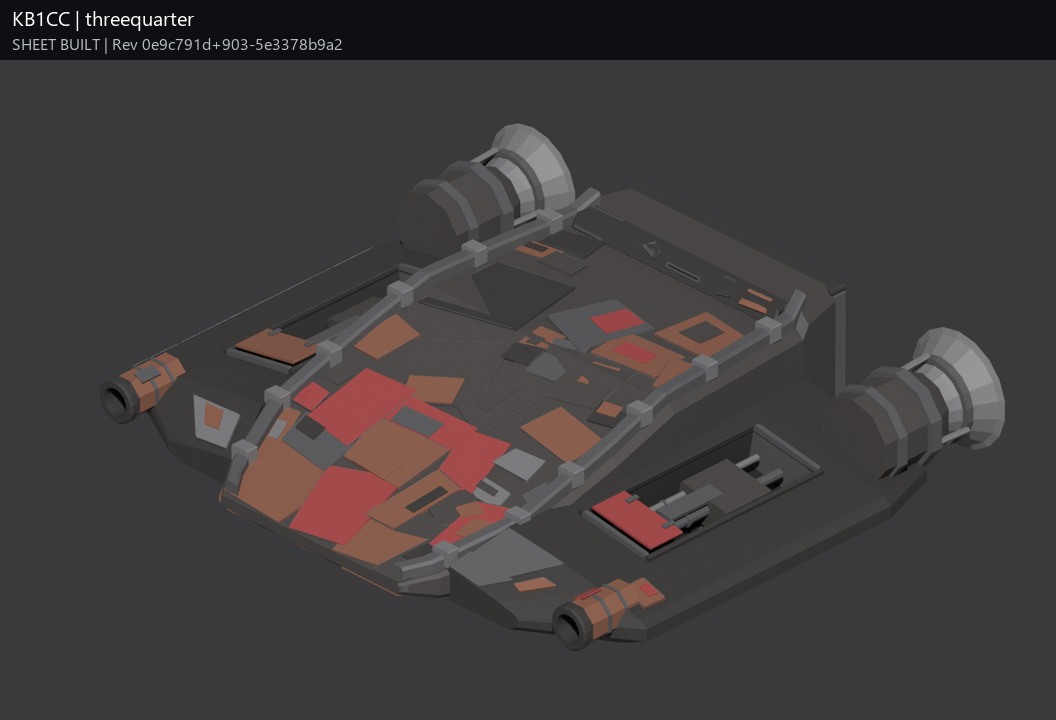 KB1CC | threequarter
SHEET BUILT | Rev 0e9c791d+903-5e3378b9a2